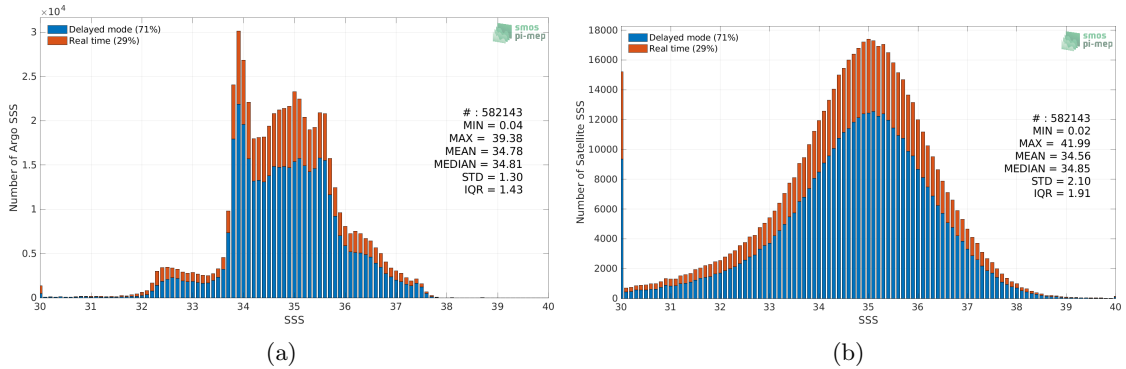 ×10^4
Delayed mode (71%)
Real time (29%)
smos
pi-mep
3
2.5
2
1.5
1
0.5
0
Number of Argo SSS
# : 582143
MIN = 0.04
MAX = 39.38
MEAN = 34.78
MEDIAN = 34.81
STD = 1.30
IQR = 1.43
30 31 32 33 34 35 36 37 38 39 40
SSS
(a)
Delayed mode (71%)
Real time (29%)
smos
pi-mep
18000
16000
14000
12000
10000
8000
6000
4000
2000
0
Number of Satellite SSS
# : 582143
MIN = 0.02
MAX = 41.99
MEAN = 34.56
MEDIAN = 34.85
STD = 2.10
IQR = 1.91
30 31 32 33 34 35 36 37 38 39 40
SSS
(b)